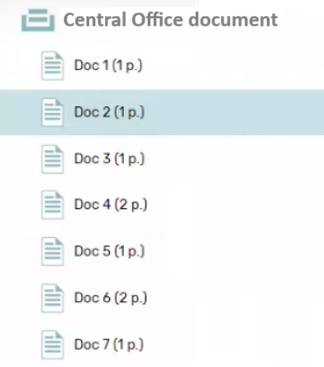 Central Office document
Doc 1 (1 p.)
Doc 2 (1 p.)
Doc 3 (1 p.)
Doc 4 (2 p.)
Doc 5 (1 p.)
Doc 6 (2 p.)
Doc 7 (1 p.)